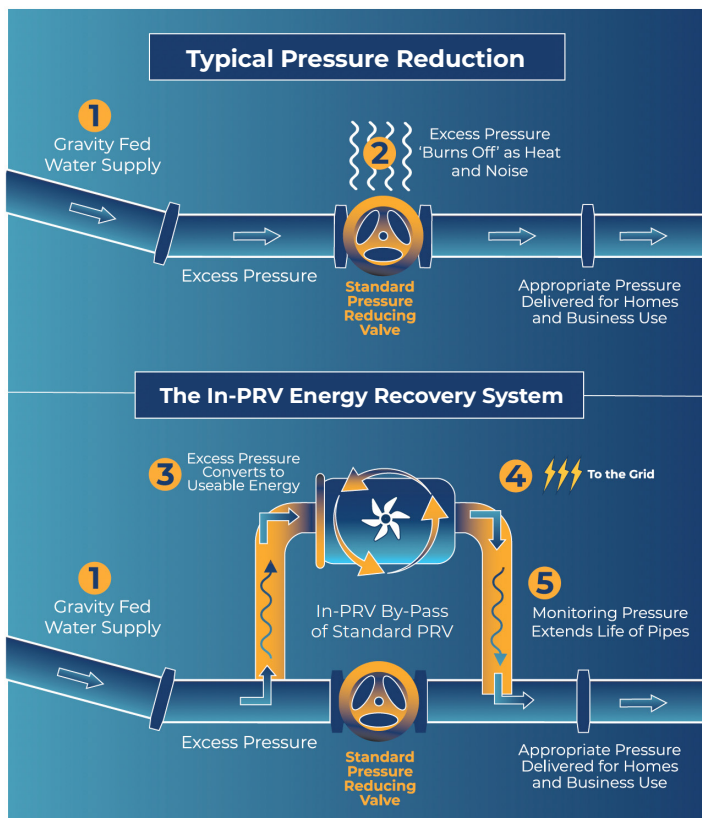 Typical Pressure Reduction
1
Gravity Fed
Water Supply
2
Excess Pressure
'Burns Off' as Heat
and Noise
Excess Pressure
Standard
Pressure
Reducing
Valve
Appropriate Pressure
Delivered for Homes
and Business Use
The In-PRV Energy Recovery System
3
Excess Pressure
Converts to
Useable Energy
4
To the Grid
1
Gravity Fed
Water Supply
In-PRV By-Pass
of Standard PRV
5
Monitoring Pressure
Extends Life of Pipes
Excess Pressure
Standard
Pressure
Reducing
Valve
Appropriate Pressure
Delivered for Homes
and Business Use